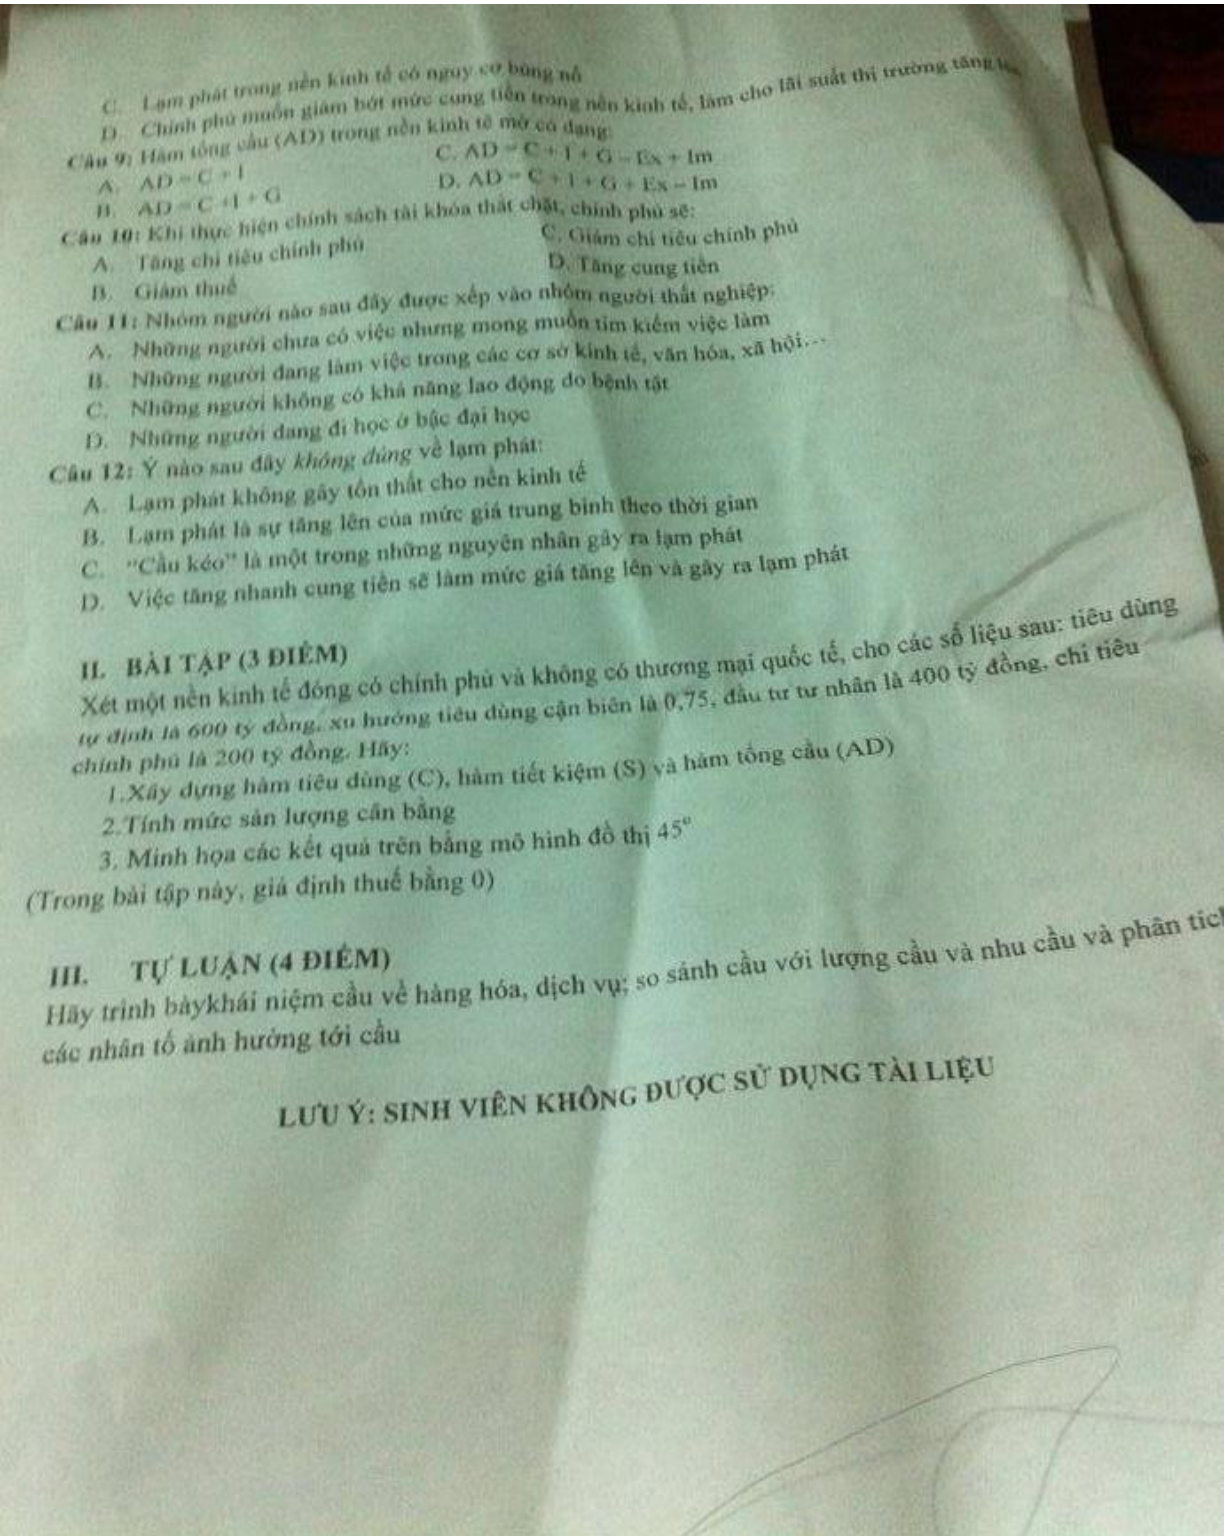 C. Lạm phát trong nền kinh tế có nguy cơ bùng nổ
D. Chính phủ muốn giảm bớt mức cung tiền trong nền kinh tế, làm cho lãi suất thị trường tăng
Câu 9: Hàm tổng cầu (AD) trong nền kinh tế mở có dạng:
A. AD = C + I
C. AD = C + I + G – Ex + Im
B. AD = C +I + G
D. AD = C + I + G + Ex – Im
Câu 10: Khi thực hiện chính sách tài khóa thắt chặt, chính phủ sẽ:
A. Tăng chi tiêu chính phủ
C. Giảm chi tiêu chính phủ
B. Giảm thuế
D. Tăng cung tiền
Câu 11: Nhóm người nào sau đây được xếp vào nhóm người thất nghiệp:
A. Những người chưa có việc nhưng mong muốn tìm kiếm việc làm
B. Những người đang làm việc trong các cơ sở kinh tế, văn hóa, xã hội…
C. Những người không có khả năng lao động do bệnh tật
D. Những người đang đi học ở bậc đại học
Câu 12: Ý nào sau đây không đúng về lạm phát:
A. Lạm phát không gây tổn thất cho nền kinh tế
B. Lạm phát là sự tăng lên của mức giá trung bình theo thời gian
C. “Cầu kéo” là một trong những nguyên nhân gây ra lạm phát
D. Việc tăng nhanh cung tiền sẽ làm mức giá tăng lên và gây ra lạm phát
II. BÀI TẬP (3 ĐIỂM)
Xét một nền kinh tế đóng có chính phủ và không có thương mại quốc tế, cho các số liệu sau: tiêu dùng
tự định là 600 tỷ đồng, xu hướng tiêu dùng cận biên là 0,75, đầu tư tư nhân là 400 tỷ đồng, chi tiêu
chính phủ là 200 tỷ đồng. Hãy:
1.Xây dựng hàm tiêu dùng (C), hàm tiết kiệm (S) và hàm tổng cầu (AD)
2.Tính mức sản lượng cân bằng
3. Minh họa các kết quả trên bằng mô hình đồ thị 45º
(Trong bài tập này, giả định thuế bằng 0)
III. TỰ LUẬN (4 ĐIỂM)
Hãy trình bàykhái niệm cầu về hàng hóa, dịch vụ; so sánh cầu với lượng cầu và nhu cầu và phân tích
các nhân tố ảnh hưởng tới cầu
LƯU Ý: SINH VIÊN KHÔNG ĐƯỢC SỬ DỤNG TÀI LIỆU